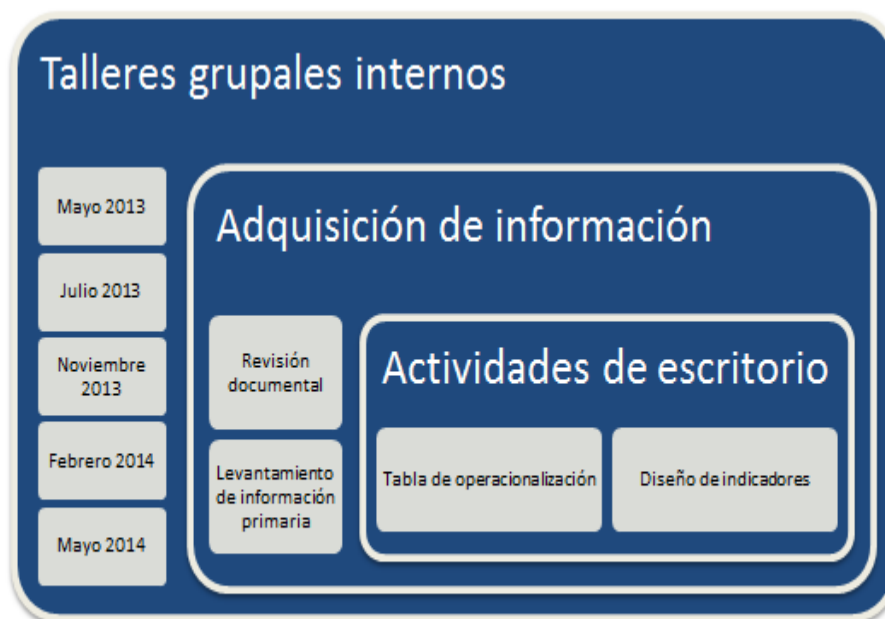 Talleres grupales internos
Mayo 2013
Julio 2013
Noviembre
2013
Febrero 2014
Mayo 2014
Adquisición de información
Revisión
documental
Levantamiento
de información
primaria
Actividades de escritorio
Tabla de operacionalización
Diseño de indicadores